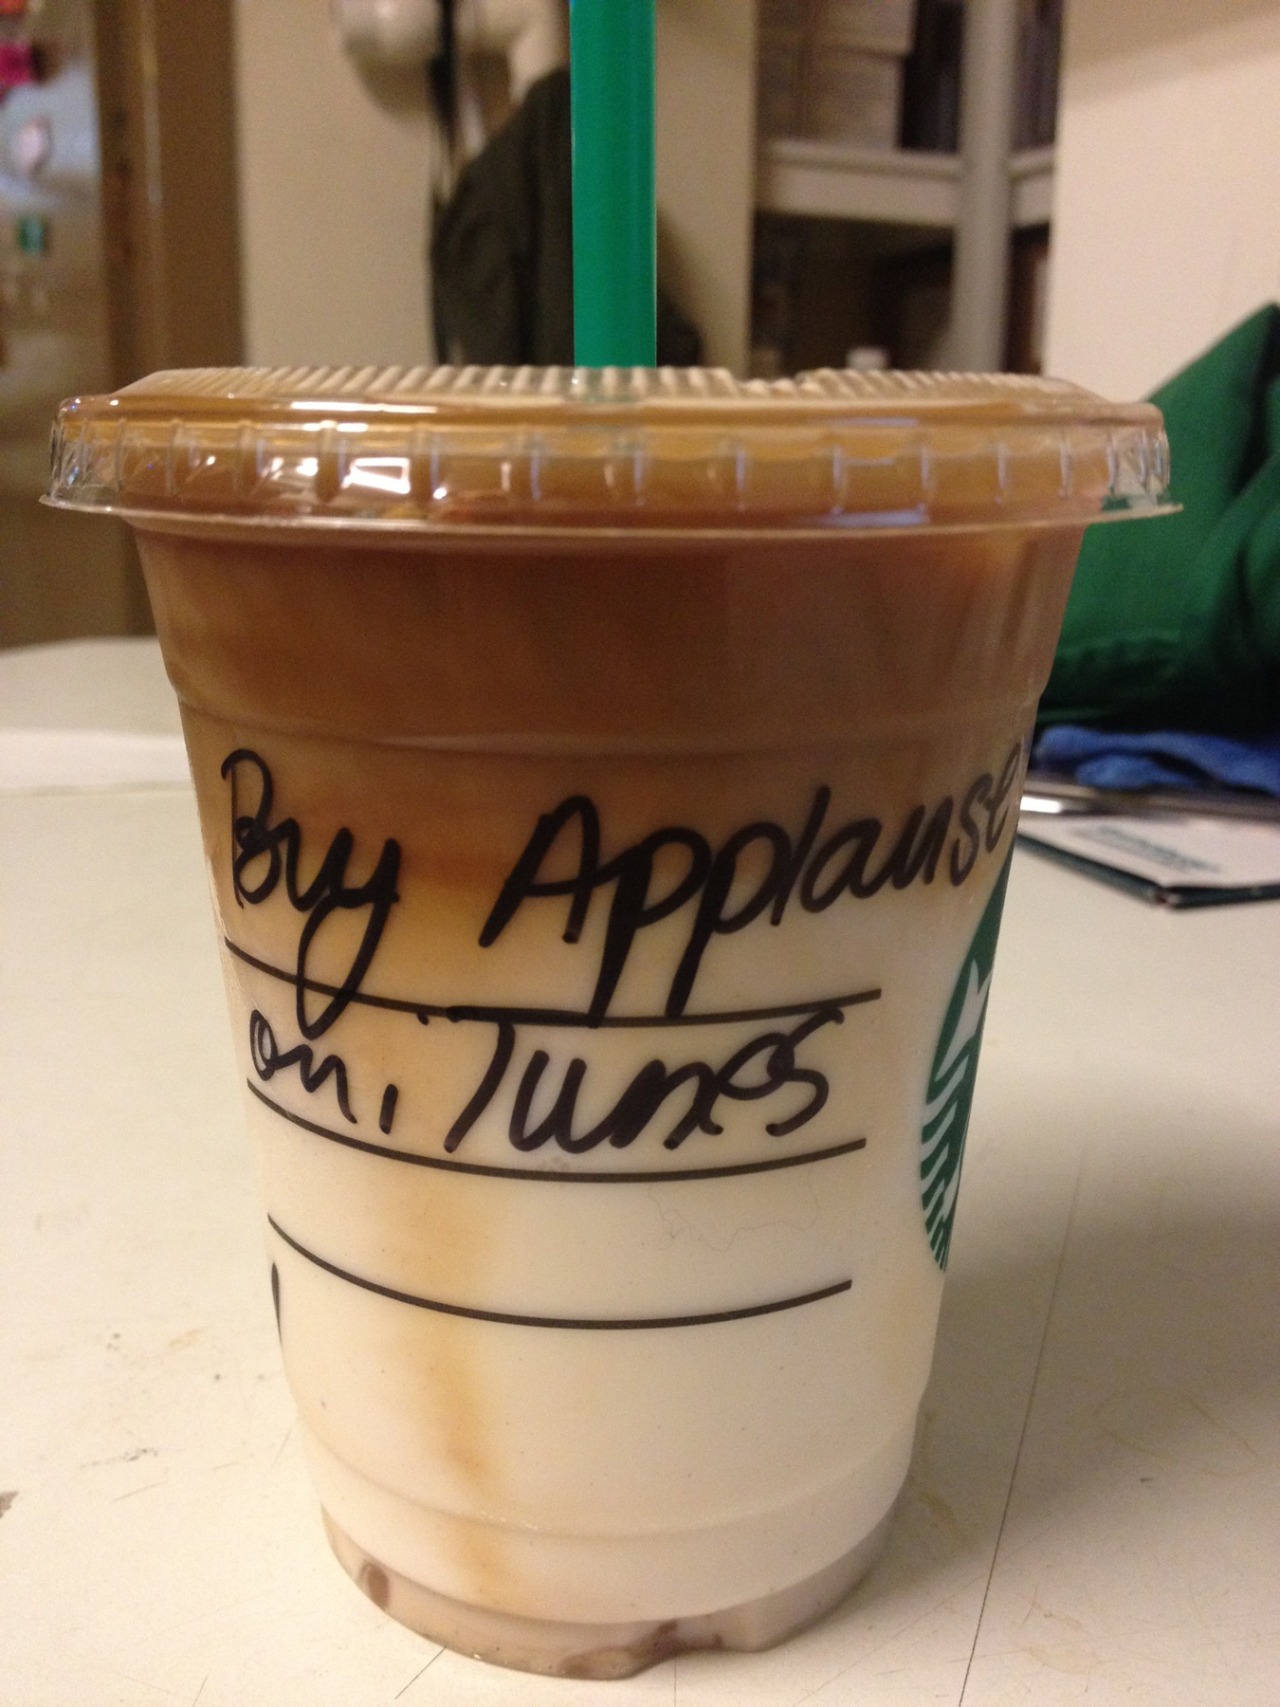 Buy Applause
on iTunes